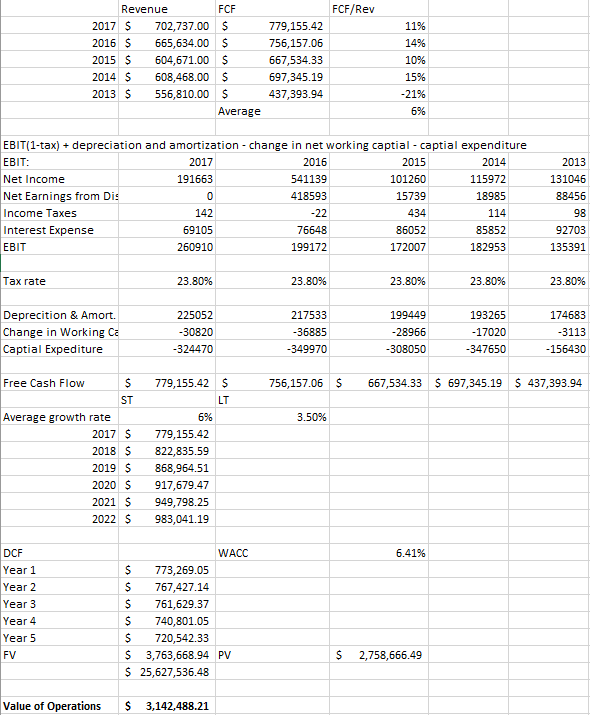 Revenue FCF FCF/Rev
2017 $ 702,737.00 $ 779,155.42 11%
2016 $ 665,634.00 $ 756,157.06 14%
2015 $ 604,671.00 $ 667,534.33 10%
2014 $ 608,468.00 $ 697,345.19 15%
2013 $ 556,810.00 $ 437,393.94 -21%
Average 6%
EBIT(1-tax) + depreciation and amortization - change in net working captial - captial expenditure
EBIT: 2017 2016 2015 2014 2013
Net Income 191663 541139 101260 115972 131046
Net Earnings from Dis 0 418593 15739 18985 88456
Income Taxes 142 -22 434 114 98
Interest Expense 69105 76648 86052 85852 92703
EBIT 260910 199172 172007 182953 135391
Tax rate 23.80% 23.80% 23.80% 23.80% 23.80%
Deprecition & Amort. 225052 217533 199449 193265 174683
Change in Working Ca -30820 -36885 -28966 -17020 -3113
Captial Expediture -324470 -349970 -308050 -347650 -156430
Free Cash Flow $ 779,155.42 $ 756,157.06 $ 667,534.33 $ 697,345.19 $ 437,393.94
ST LT
Average growth rate 6% 3.50%
2017 $ 779,155.42
2018 $ 822,835.59
2019 $ 868,964.51
2020 $ 917,679.47
2021 $ 949,798.25
2022 $ 983,041.19
DCF WACC 6.41%
Year 1 $ 773,269.05
Year 2 $ 767,427.14
Year 3 $ 761,629.37
Year 4 $ 740,801.05
Year 5 $ 720,542.33
FV $ 3,763,668.94 PV $ 2,758,666.49
$ 25,627,536.48
Value of Operations $ 3,142,488.21